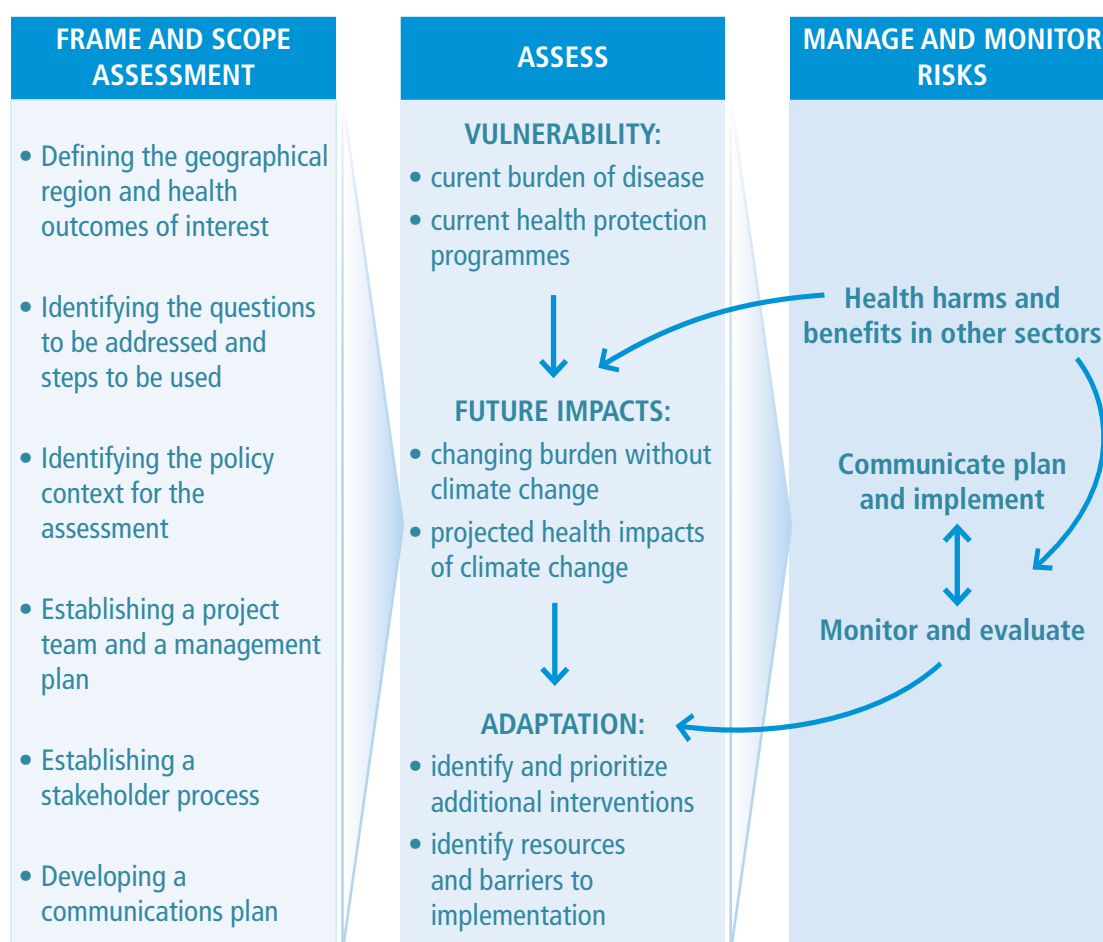 FRAME AND SCOPE
ASSESSMENT
• Defining the geographical
region and health
outcomes of interest
• Identifying the questions
to be addressed and
steps to be used
• Identifying the policy
context for the
assessment
• Establishing a project
team and a management
plan
• Establishing a
stakeholder process
• Developing a
communications plan
ASSESS
VULNERABILITY:
• curent burden of disease
• current health protection
programmes
FUTURE IMPACTS:
• changing burden without
climate change
• projected health impacts
of climate change
ADAPTATION:
• identify and prioritize
additional interventions
• identify resources
and barriers to
implementation
MANAGE AND MONITOR
RISKS
Health harms and
benefits in other sectors
Communicate plan
and implement
Monitor and evaluate